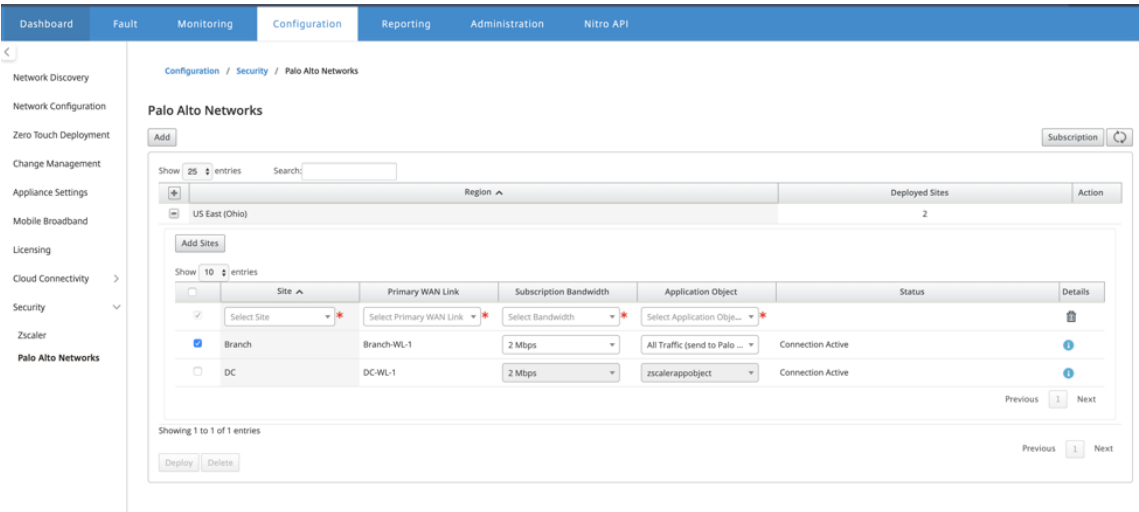 Dashboard Fault Monitoring Configuration Reporting Administration Nitro API
Network Discovery
Network Configuration
Zero Touch Deployment
Change Management
Appliance Settings
Mobile Broadband
Licensing
Cloud Connectivity
Security
Zscaler
Palo Alto Networks
Configuration / Security / Palo Alto Networks
Palo Alto Networks
Add Subscription
Show 25 entries Search:
Region Deployed Sites Action
US East (Ohio) 2
Add Sites
Show 10 entries
Site Primary WAN Link Subscription Bandwidth Application Object Status Details
Select Site * Select Primary WAN Link * Select Bandwidth * Select Application Obje... *
Branch Branch-WL-1 2 Mbps All Traffic (send to Palo ... Connection Active
DC DC-WL-1 2 Mbps zscalerappobject Connection Active
Previous 1 Next
Showing 1 to 1 of 1 entries
Previous 1 Next
Deploy Delete